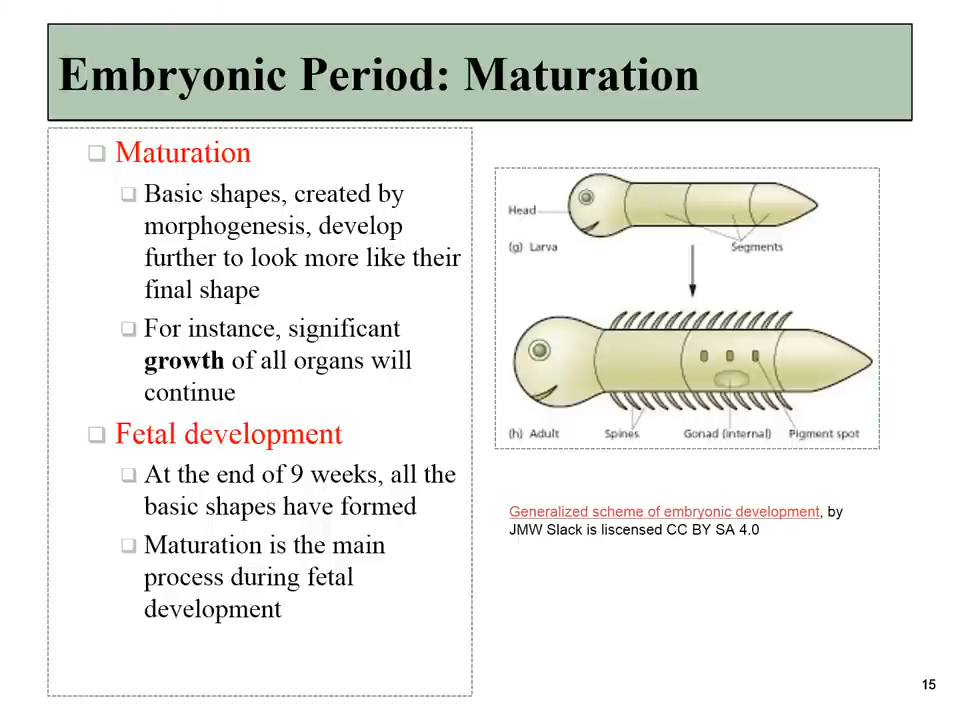 Embryonic Period: Maturation
Maturation
Basic shapes, created by
morphogenesis, develop
further to look more like their
final shape
For instance, significant
growth of all organs will
continue
Fetal development
At the end of 9 weeks, all the
basic shapes have formed
Maturation is the main
process during fetal
development
Head
(g) Larva
Segments
(h) Adult
Spines
Gonad (internal)
Pigment spot
Generalized scheme of embryonic development, by
JMW Slack is liscensed CC BY SA 4.0
15